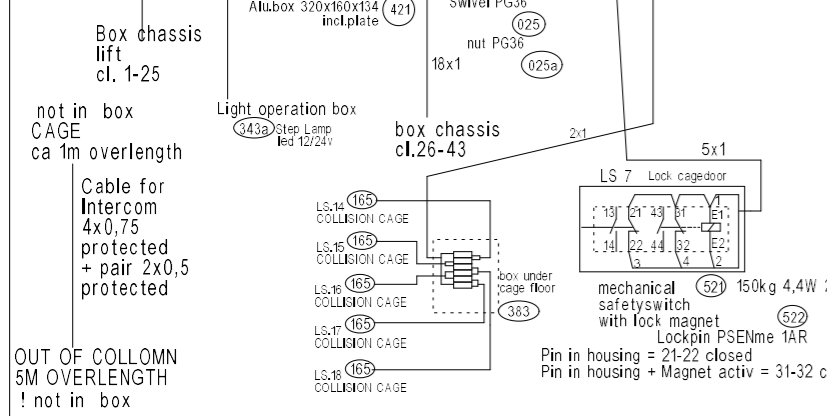 Alu.box 320x160x134
incl.plate
421
Swivel PG36
025
nut PG36
025a
Box chassis
lift
cl. 1-25
18x1
not in box
CAGE
ca 1m overlength
Light operation box
343a Step Lamp
led 12/24v
box chassis
cl.26-43
2x1
5x1
Cable for
Intercom
4x0,75
protected
+ pair 2x0,5
protected
LS 7 Lock cagedoor
13 21 43 31 1
E1
14 22 44 32 E2
3 4 2
LS.14 165
COLLISION CAGE
LS.15 165
COLLISION CAGE
LS.16 165
COLLISION CAGE
LS.17 165
COLLISION CAGE
LS.18 165
COLLISION CAGE
box under
cage floor
383
mechanical
safetyswitch
with lock magnet
521 150kg 4,4W
522
Lockpin PSENme 1AR
Pin in housing = 21-22 closed
Pin in housing + Magnet activ = 31-32 c
OUT OF COLLOMN
5M OVERLENGTH
! not in box